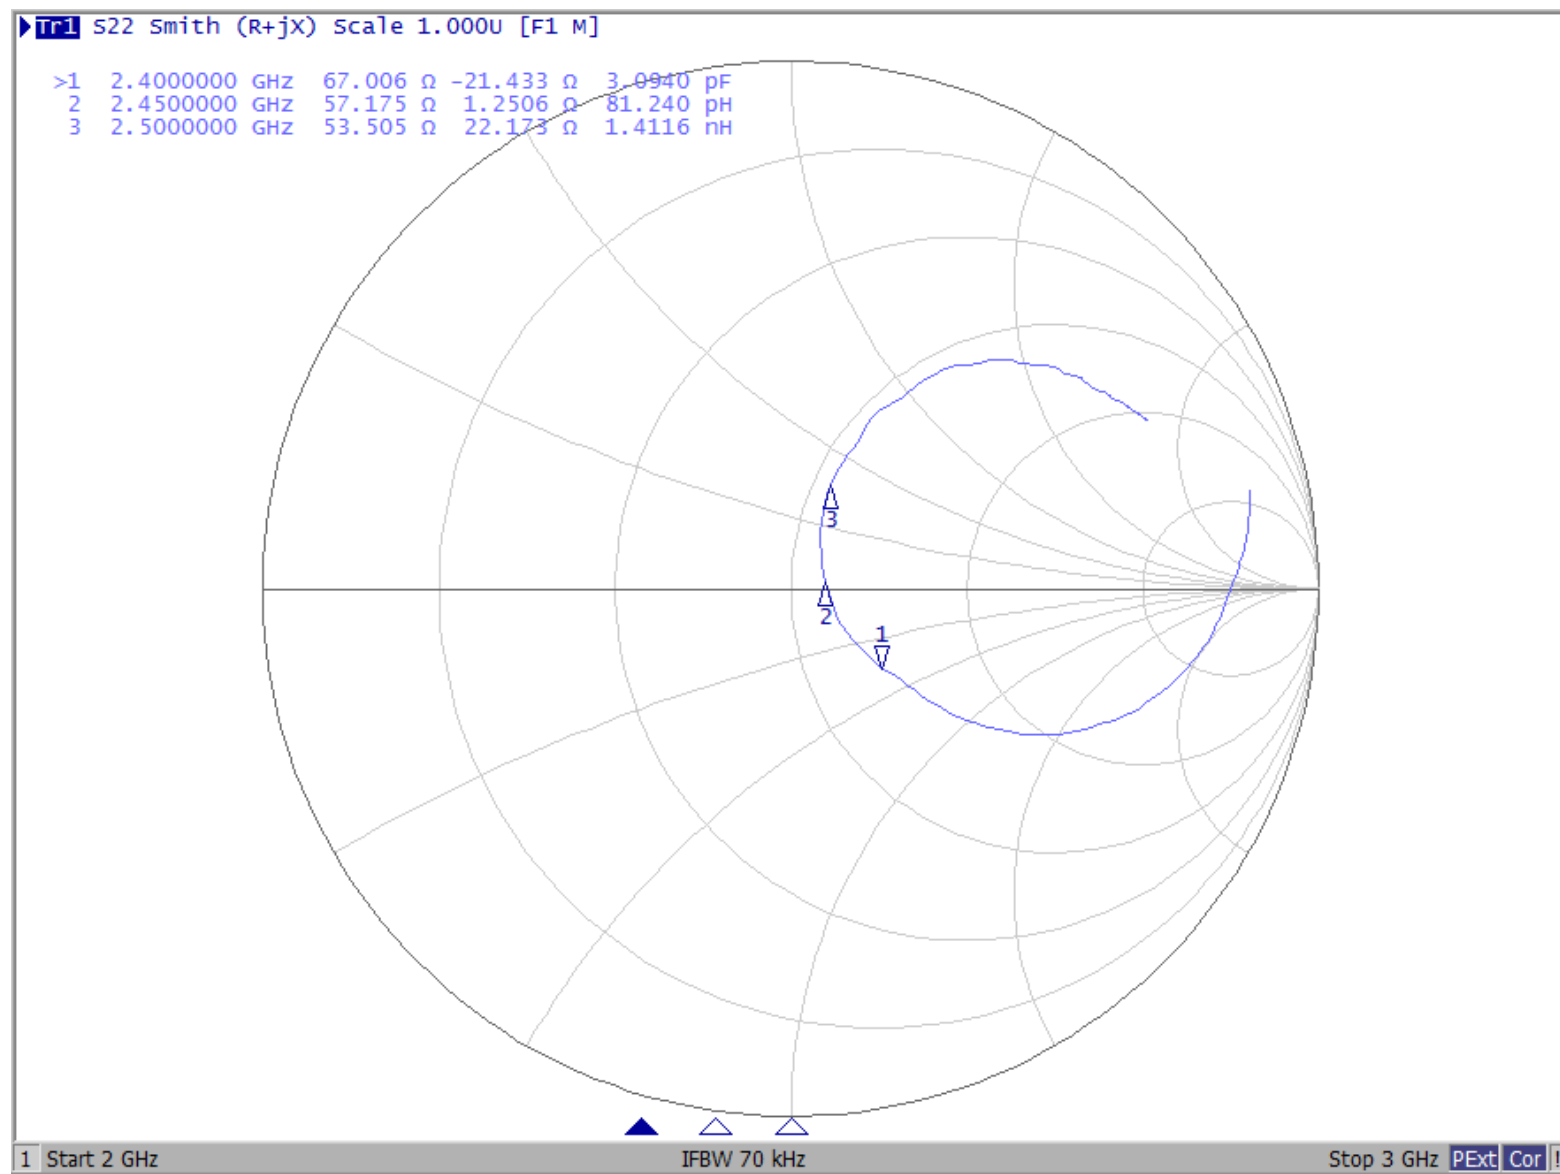 Tr1 S22 Smith (R+jX) Scale 1.000U [F1 M]
>1 2.4000000 GHz 67.006 Ω -21.433 Ω 3.0940 pF
2 2.4500000 GHz 57.175 Ω 1.2506 Ω 81.240 pH
3 2.5000000 GHz 53.505 Ω 22.173 Ω 1.4116 nH
3
2
1
1 Start 2 GHz IFBW 70 kHz Stop 3 GHz PExt Cor !